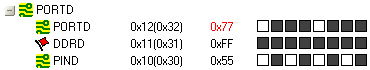 PORTD
PORTD 0x12(0x32) 0x77
DDRD 0x11(0x31) 0xFF
PIND 0x10(0x30) 0x55